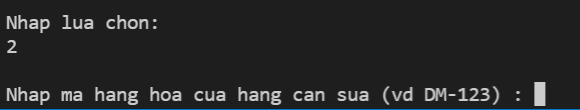 Nhap lua chon:
2
Nhap ma hang hoa cua hang can sua (vd DM-123) :